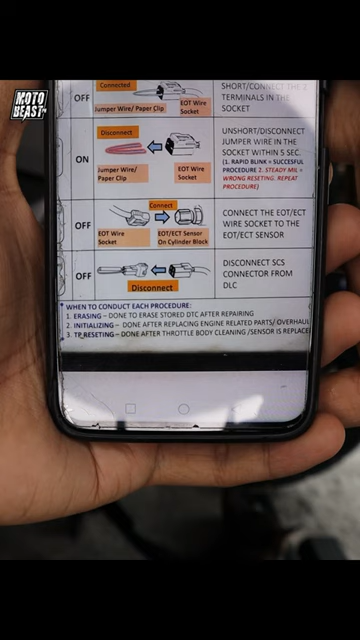 MOTO
BEAST
OFF
Connected
Jumper Wire/ Paper Clip
EOT Wire
Socket
SHORT/CONNECT THE 2
TERMINALS IN THE
SOCKET
ON
Disconnect
Jumper Wire/
Paper Clip
EOT Wire
Socket
UNSHORT/DISCONNECT
JUMPER WIRE IN THE
SOCKET WITHIN 5 SEC.
(1. RAPID BLINK = SUCCESFUL
PROCEDURE 2. STEADY MIL =
WRONG RESETING. REPEAT
PROCEDURE)
OFF
Connect
EOT Wire
Socket
EOT/ECT Sensor
On Cylinder Block
CONNECT THE EOT/ECT
WIRE SOCKET TO THE
EOT/ECT SENSOR
OFF
Disconnect
DISCONNECT SCS
CONNECTOR FROM
DLC
WHEN TO CONDUCT EACH PROCEDURE:
1. ERASING – DONE TO ERASE STORED DTC AFTER REPAIRING
2. INITIALIZING – DONE AFTER REPLACING ENGINE RELATED PARTS/ OVERHAUL
3. TP RESETING – DONE AFTER THROTTLE BODY CLEANING /SENSOR IS REPLACE